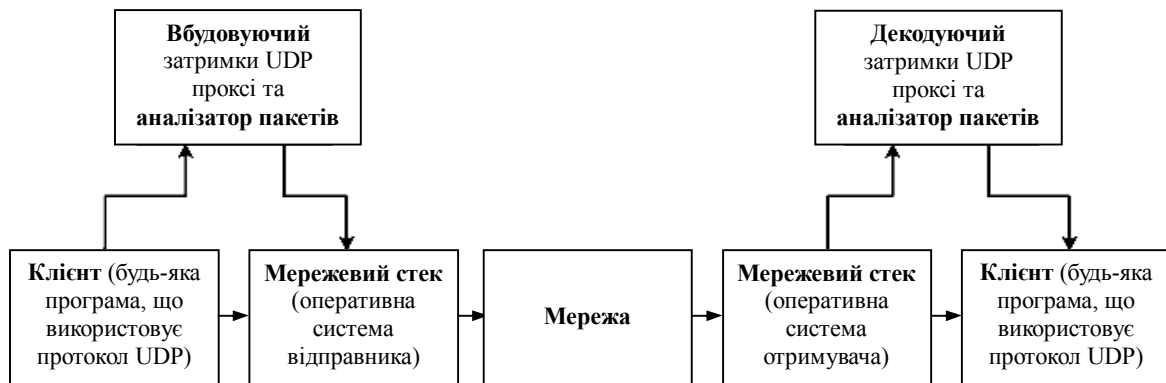 Вбудовуючий
затримки UDP
проксі та
аналізатор пакетів
Декодуючий
затримки UDP
проксі та
аналізатор пакетів
Клієнт (будь-яка
програма, що
використовує
протокол UDP)
Мережевий стек
(оперативна
система
відправника)
Мережа
Мережевий стек
(оперативна
система
отримувача)
Клієнт (будь-яка
програма, що
використовує
протокол UDP)